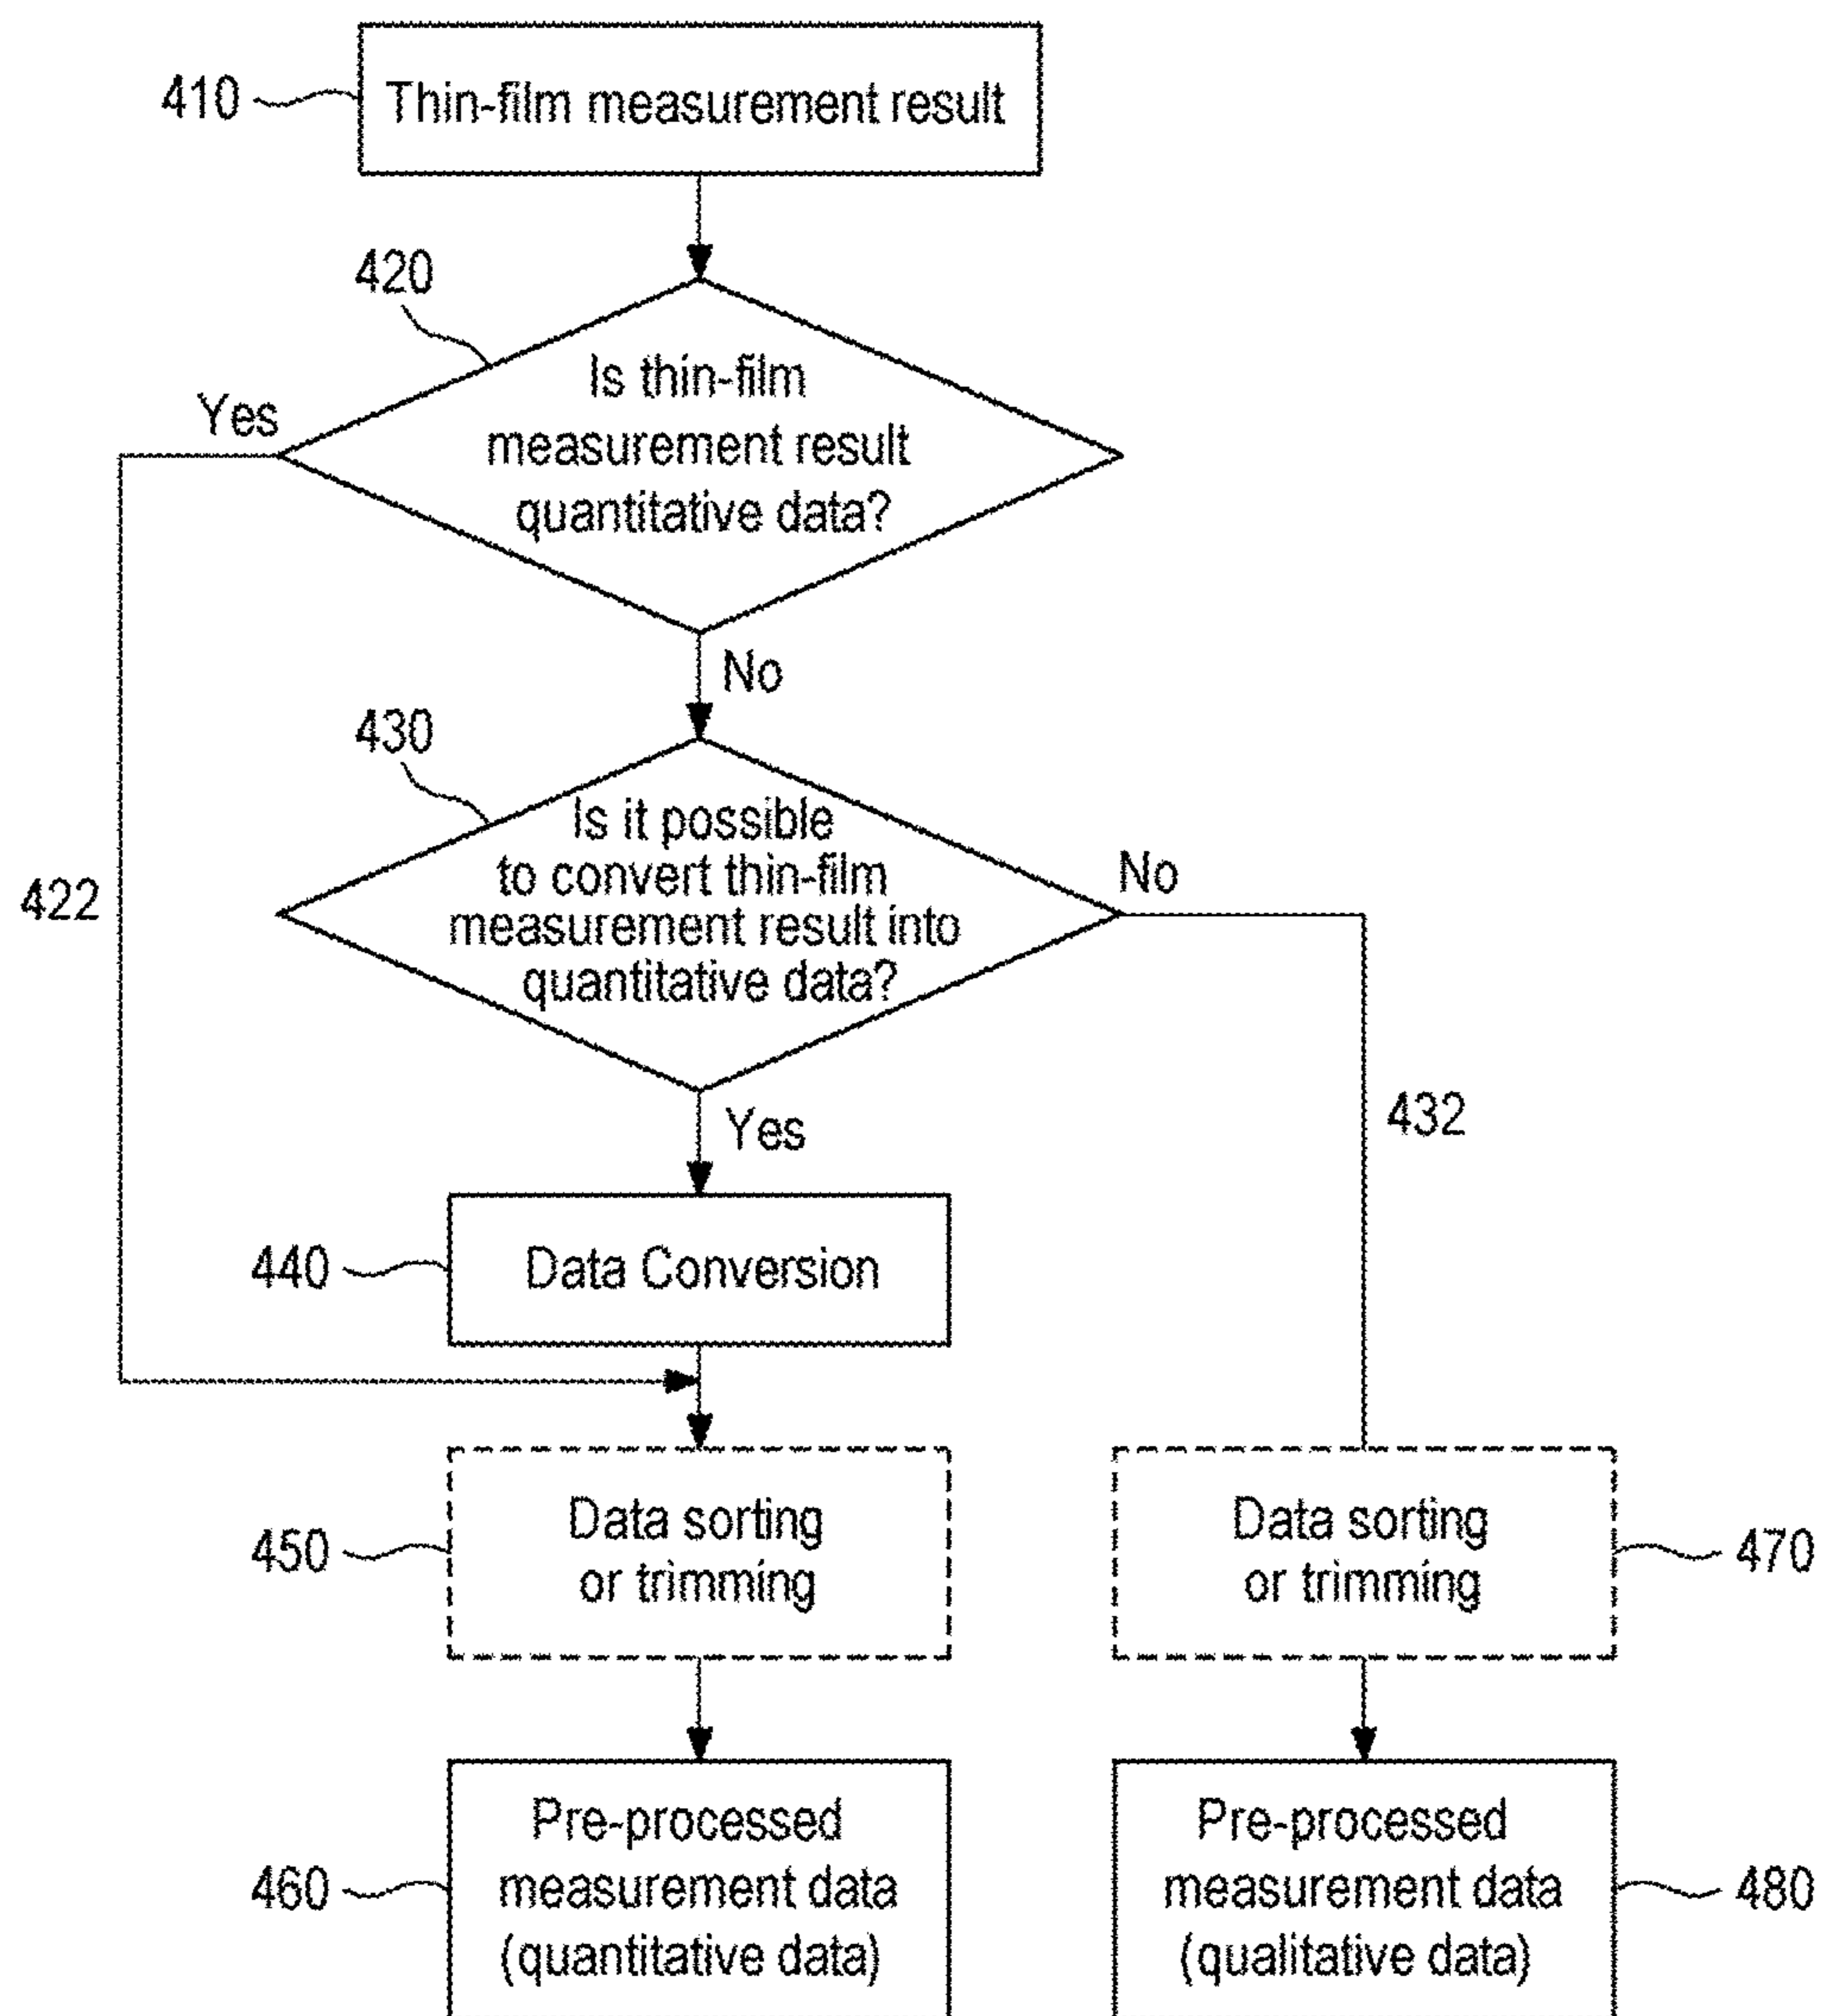 410
Thin-film measurement result
420
Is thin-film
measurement result
quantitative data?
Yes
No
430
Is it possible
to convert thin-film
measurement result into
quantitative data?
No
422
432
Yes
440
Data Conversion
450
Data sorting
or trimming
Data sorting
or trimming
470
460
Pre-processed
measurement data
(quantitative data)
Pre-processed
measurement data
(qualitative data)
480